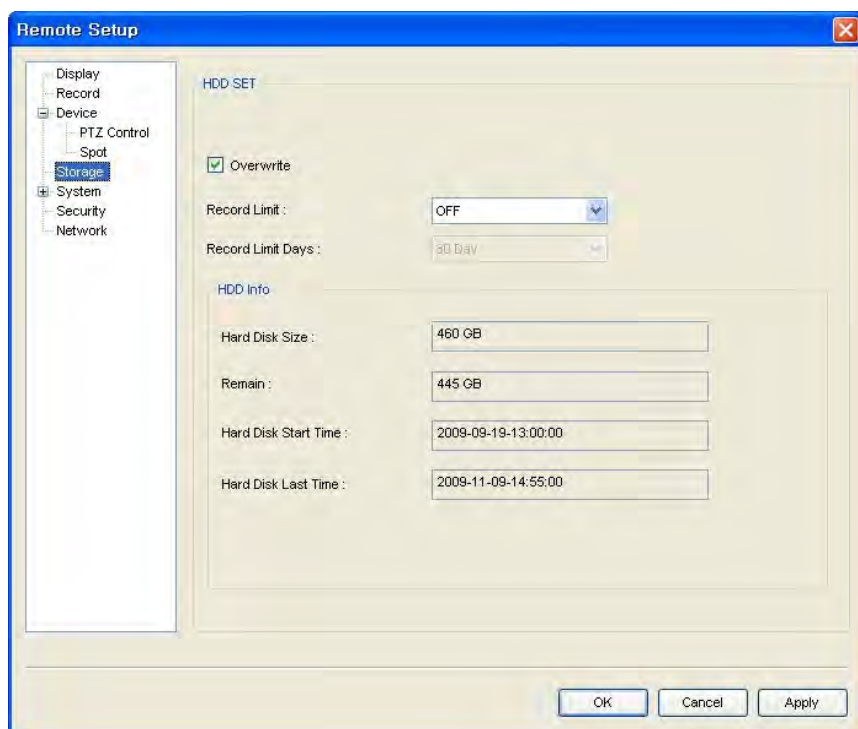 Remote Setup
Display
Record
Device
PTZ Control
Spot
Storage
System
Security
Network
HDD SET
Overwrite
Record Limit : OFF
Record Limit Days : 30 Day
HDD Info
Hard Disk Size : 460 GB
Remain : 445 GB
Hard Disk Start Time : 2009-09-19-13:00:00
Hard Disk Last Time : 2009-11-09-14:55:00
OK Cancel Apply